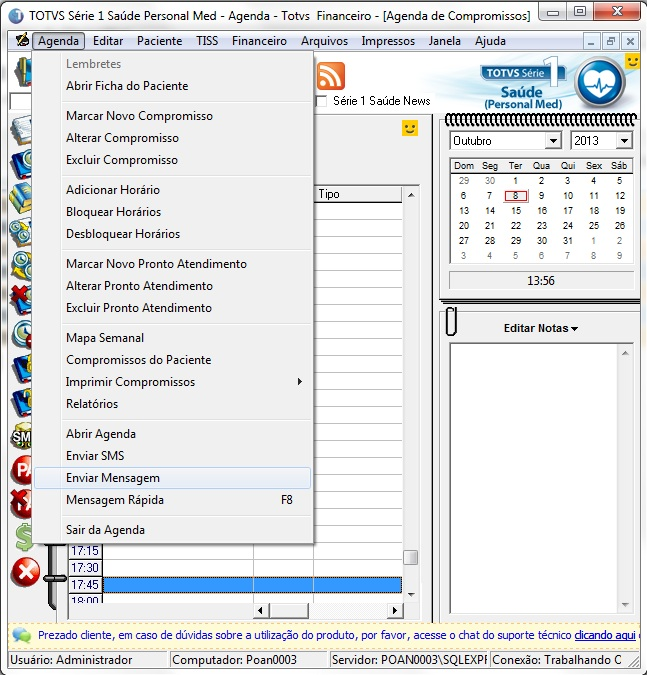 TOTVS Série 1 Saúde Personal Med - Agenda - Totvs Financeiro - [Agenda de Compromissos]
Agenda Editar Paciente TISS Financeiro Arquivos Impressos Janela Ajuda
Lembretes
Abrir Ficha do Paciente
Marcar Novo Compromisso
Alterar Compromisso
Excluir Compromisso
Adicionar Horário
Bloquear Horários
Desbloquear Horários
Marcar Novo Pronto Atendimento
Alterar Pronto Atendimento
Excluir Pronto Atendimento
Mapa Semanal
Compromissos do Paciente
Imprimir Compromissos
Relatórios
Abrir Agenda
Enviar SMS
Enviar Mensagem
Mensagem Rápida F8
Sair da Agenda
Série 1 Saúde News
TOTVS Série 1
Saúde
(Personal Med)
Tipo
17:15
17:30
17:45
18:00
Outubro 2013
Dom Seg Ter Qua Qui Sex Sáb
29 30 1 2 3 4 5
6 7 8 9 10 11 12
13 14 15 16 17 18 19
20 21 22 23 24 25 26
27 28 29 30 31 1 2
3 4 5 6 7 8 9
13:56
Editar Notas
Prezado cliente, em caso de dúvidas sobre a utilização do produto, por favor, acesse o chat do suporte técnico clicando aqui
Usuário: Administrador Computador: Poan0003 Servidor: POAN0003\SQLEXPF Conexão: Trabalhando O